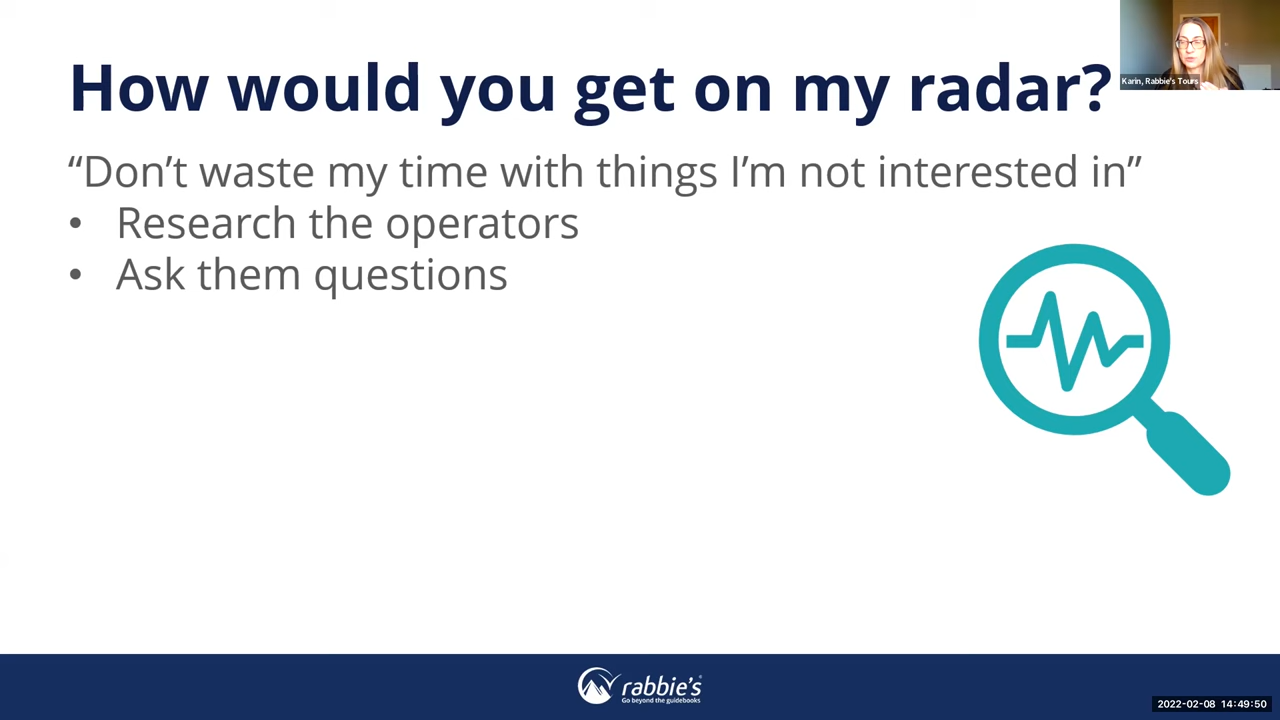 How would you get on my radar?
Karin, Rabbie's Tours
“Don’t waste my time with things I’m not interested in”
• Research the operators
• Ask them questions
rabbie's
Go beyond the guidebooks
2022-02-08 14:49:50